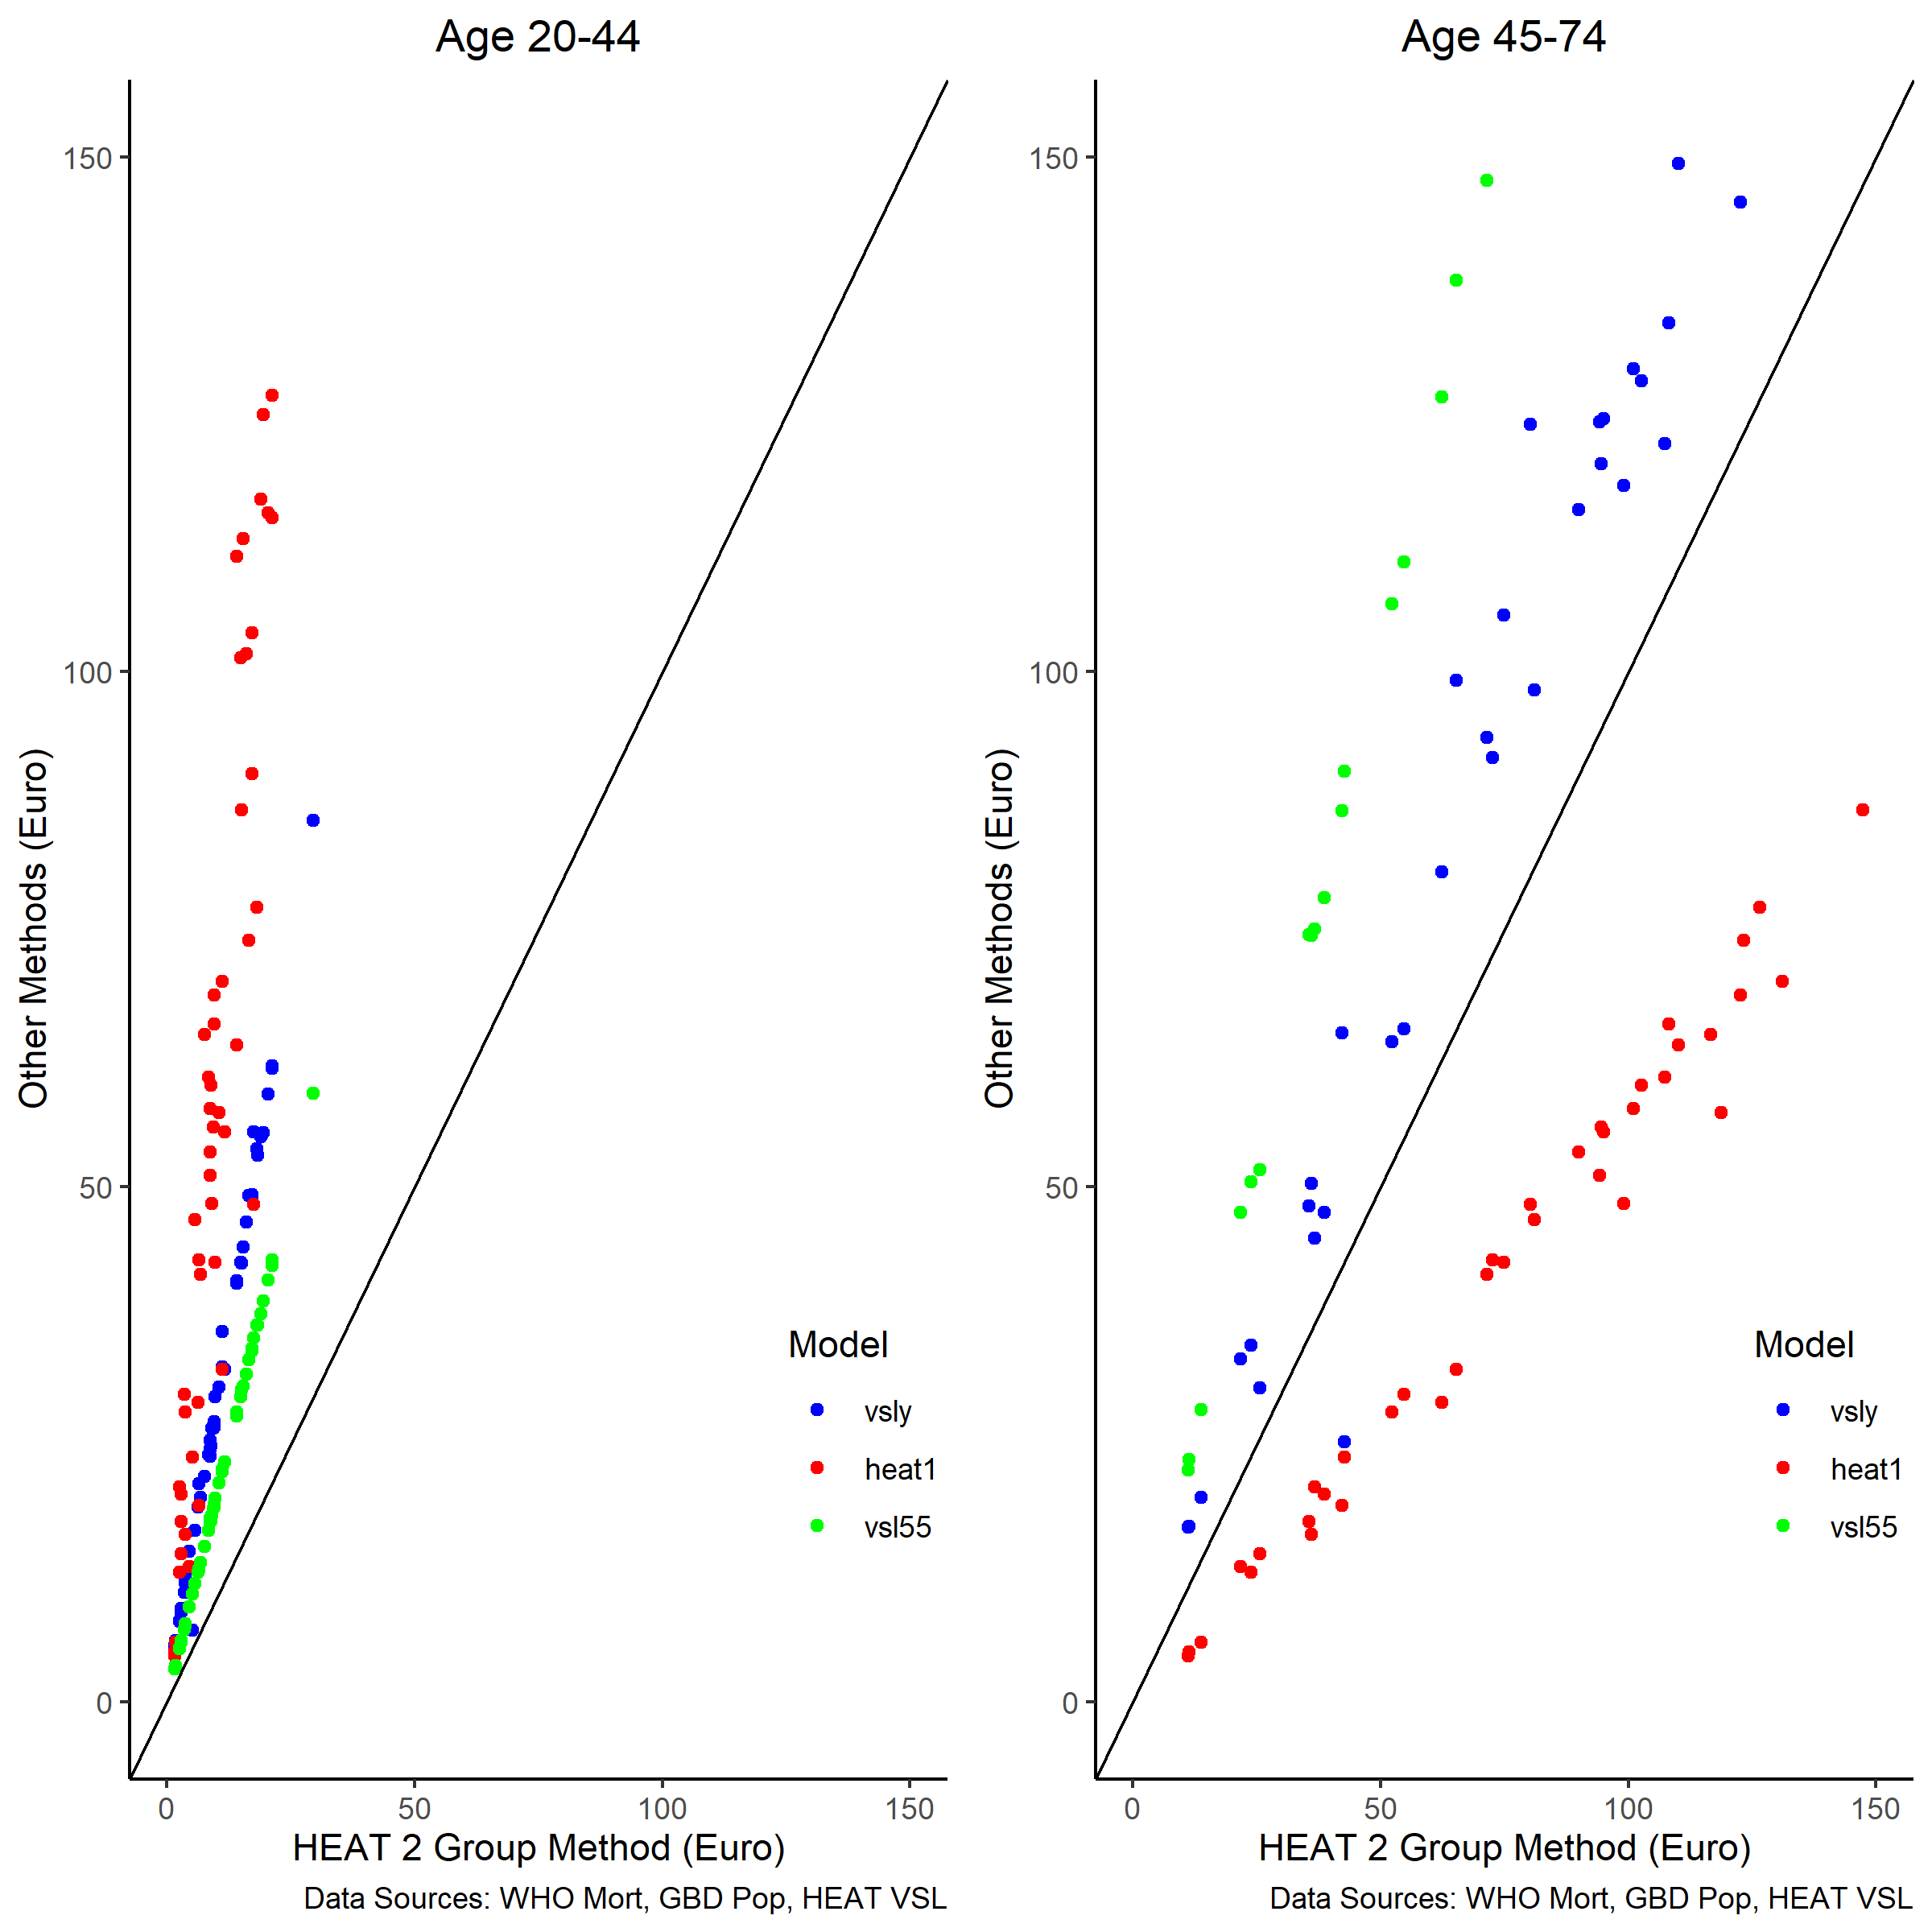 Age 20-44
150
100
50
0
Other Methods (Euro)
0 50 100 150
HEAT 2 Group Method (Euro)
Model
vsly
heat1
vsl55
Data Sources: WHO Mort, GBD Pop, HEAT VSL
Age 45-74
150
100
50
0
Other Methods (Euro)
0 50 100 150
HEAT 2 Group Method (Euro)
Model
vsly
heat1
vsl55
Data Sources: WHO Mort, GBD Pop, HEAT VSL